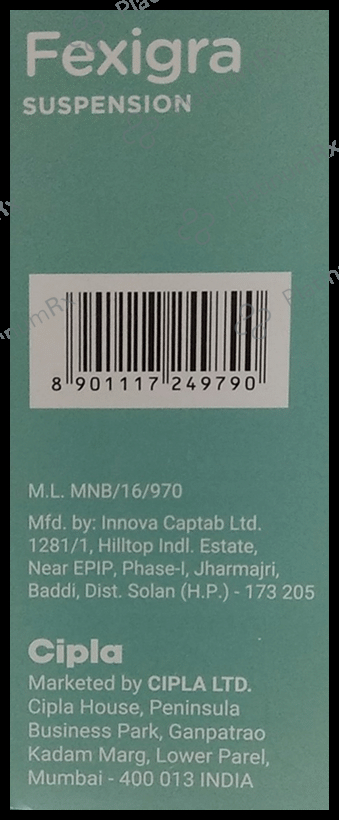 Fexigra
SUSPENSION
8 901117 249790
M.L. MNB/16/970
Mfd. by: Innova Captab Ltd.
1281/1, Hilltop Indl. Estate,
Near EPIP, Phase-I, Jharmajri,
Baddi, Dist. Solan (H.P.) - 173 205
Cipla
Marketed by CIPLA LTD.
Cipla House, Peninsula
Business Park, Ganpatrao
Kadam Marg, Lower Parel,
Mumbai - 400 013 INDIA